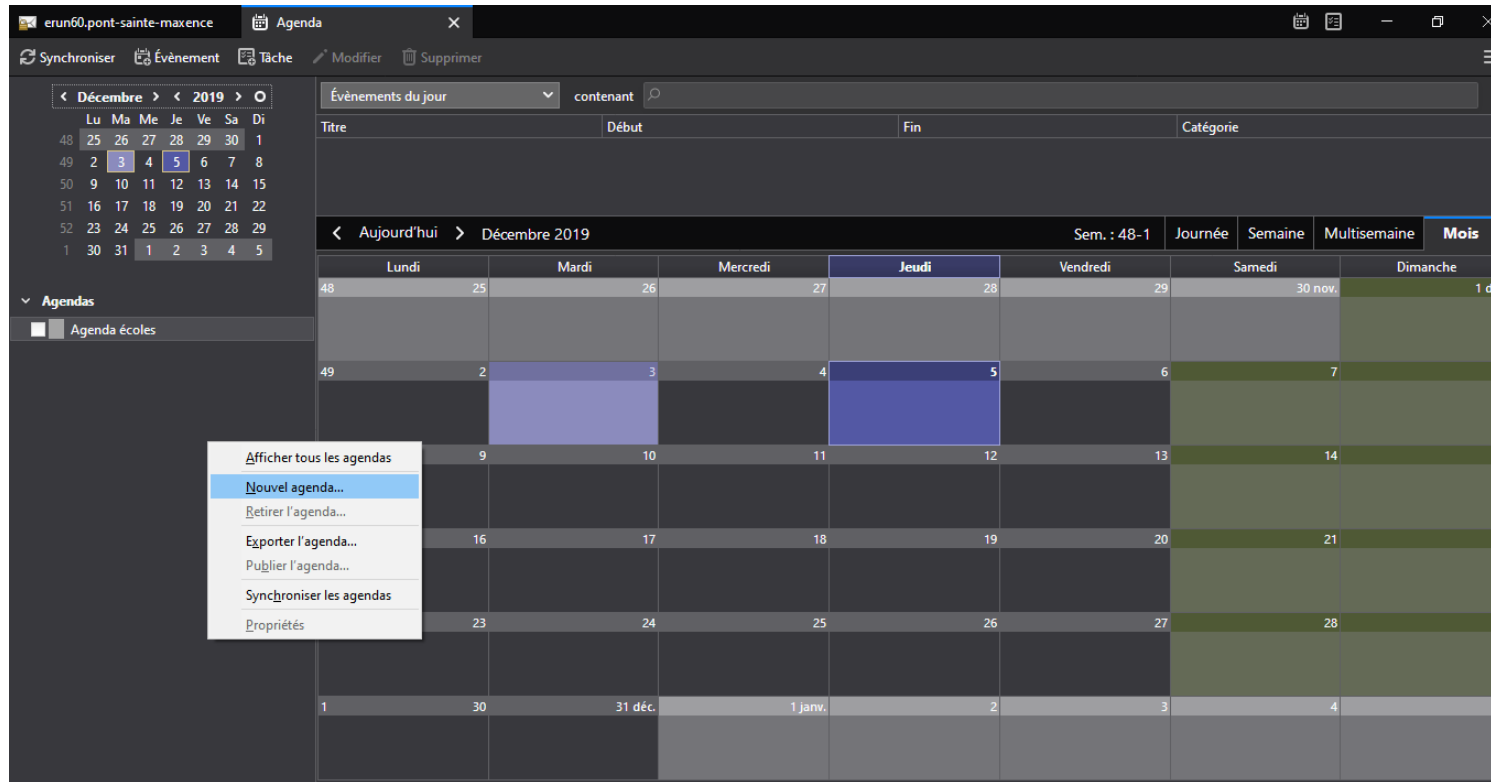 erun60.pont-sainte-maxence Agenda
Synchroniser Évènement Tâche Modifier Supprimer
Décembre 2019
Lu Ma Me Je Ve Sa Di
48 25 26 27 28 29 30 1
49 2 3 4 5 6 7 8
50 9 10 11 12 13 14 15
51 16 17 18 19 20 21 22
52 23 24 25 26 27 28 29
1 30 31 1 2 3 4 5
Agendas
Agenda écoles
Évènements du jour contenant
Titre Début Fin Catégorie
Aujourd'hui Décembre 2019 Sem. : 48-1 Journée Semaine Multisemaine Mois
Lundi Mardi Mercredi Jeudi Vendredi Samedi Dimanche
48 25 26 27 28 29 30 nov. 1 d
49 2 3 4 5 6 7
9 10 11 12 13 14
16 17 18 19 20 21
23 24 25 26 27 28
1 30 31 déc. 1 janv. 2 3 4
Afficher tous les agendas
Nouvel agenda...
Retirer l'agenda...
Exporter l'agenda...
Publier l'agenda...
Synchroniser les agendas
Propriétés